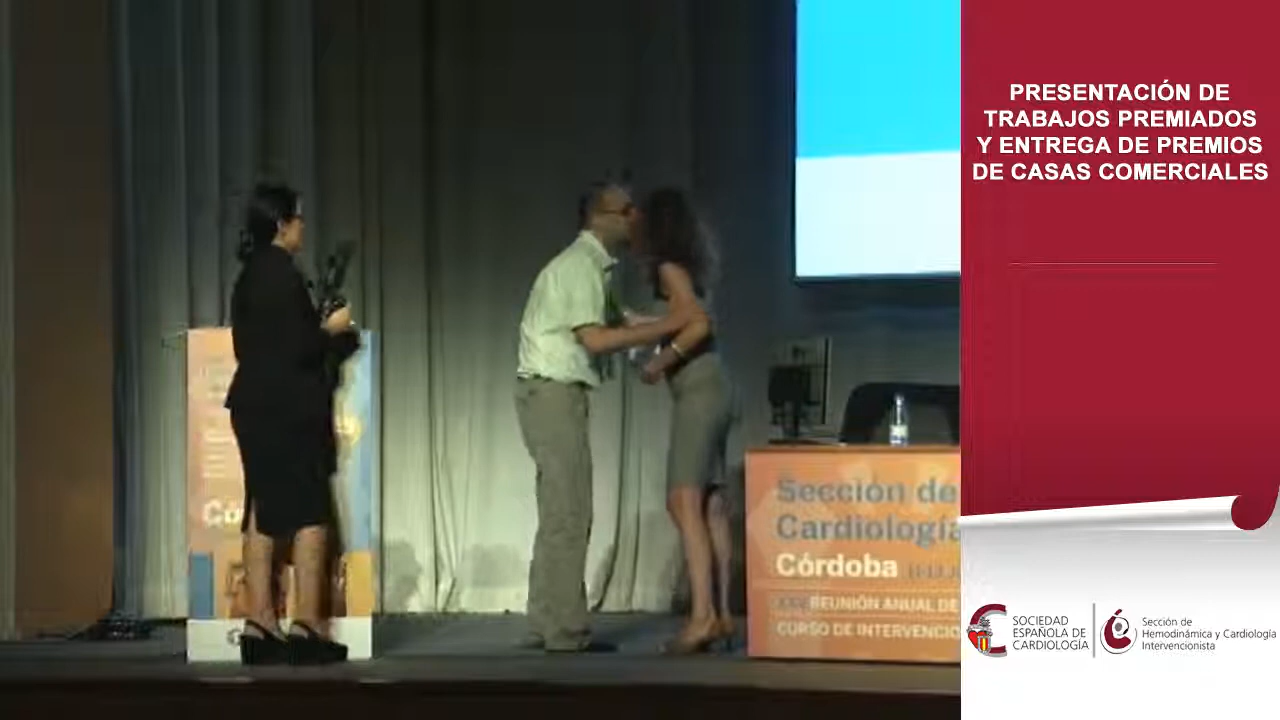 PRESENTACIÓN DE
TRABAJOS PREMIADOS
Y ENTREGA DE PREMIOS
DE CASAS COMERCIALES
Sección de
Cardiología
Córdoba
REUNIÓN ANUAL DE
CURSO DE INTERVENCIO
SOCIEDAD
ESPAÑOLA DE
CARDIOLOGÍA
Sección de
Hemodinámica y Cardiología
Intervencionista